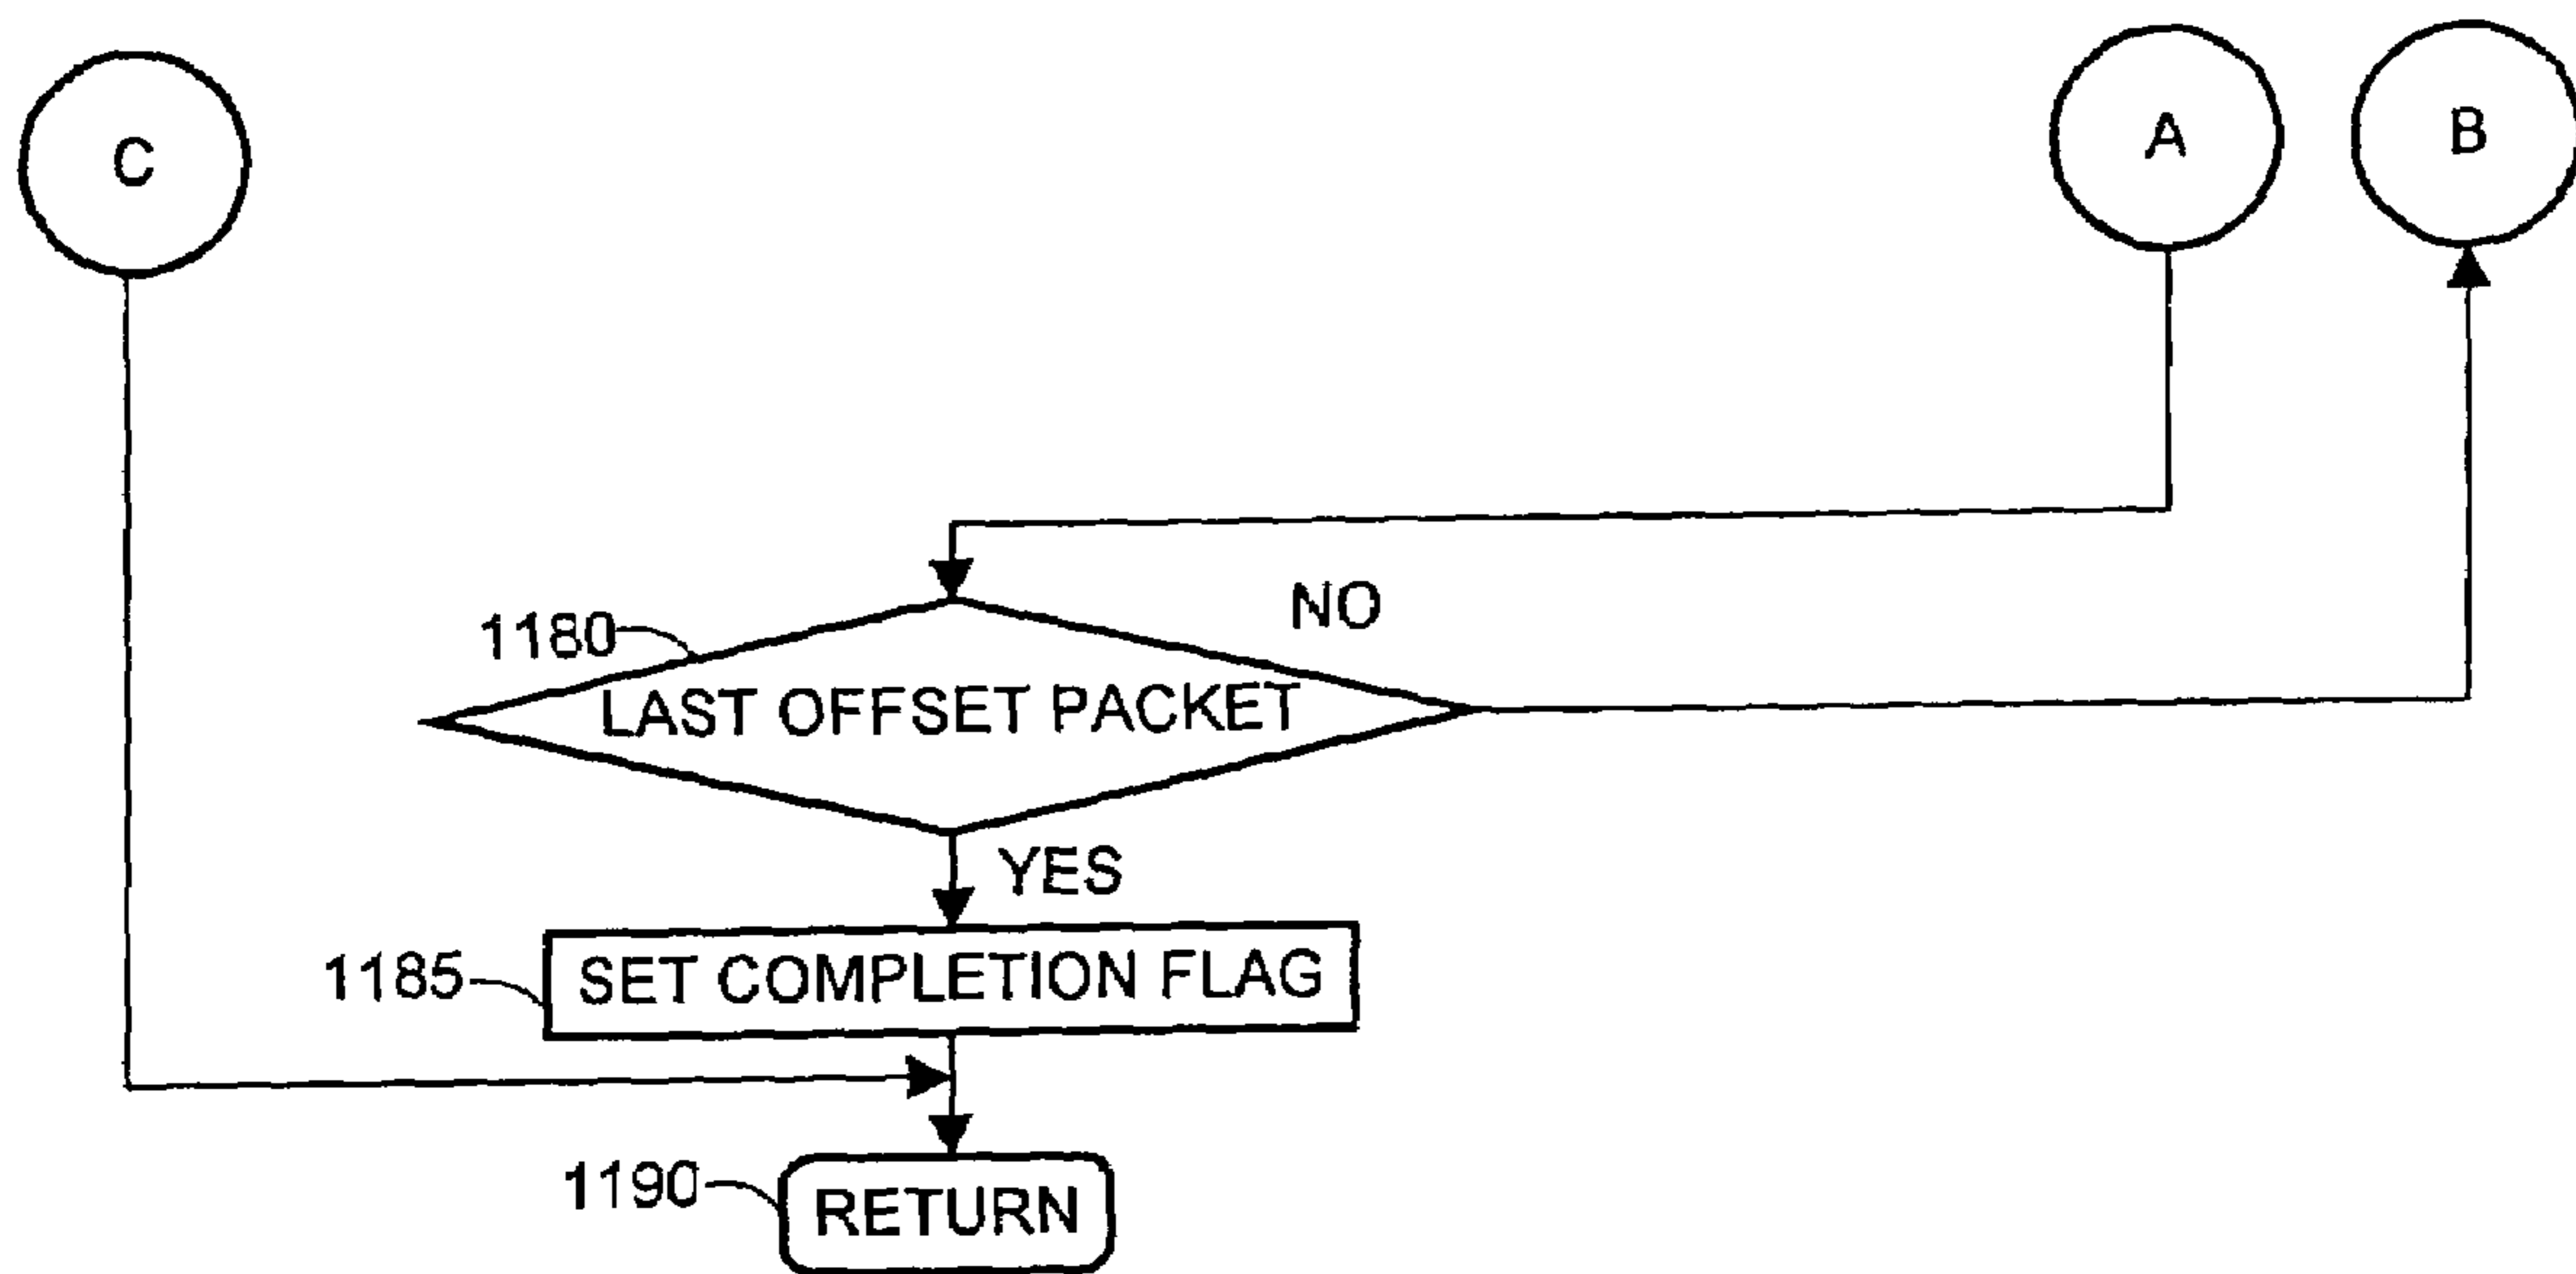 C
A
B
NO
1180
LAST OFFSET PACKET
YES
1185
SET COMPLETION FLAG
1190
RETURN